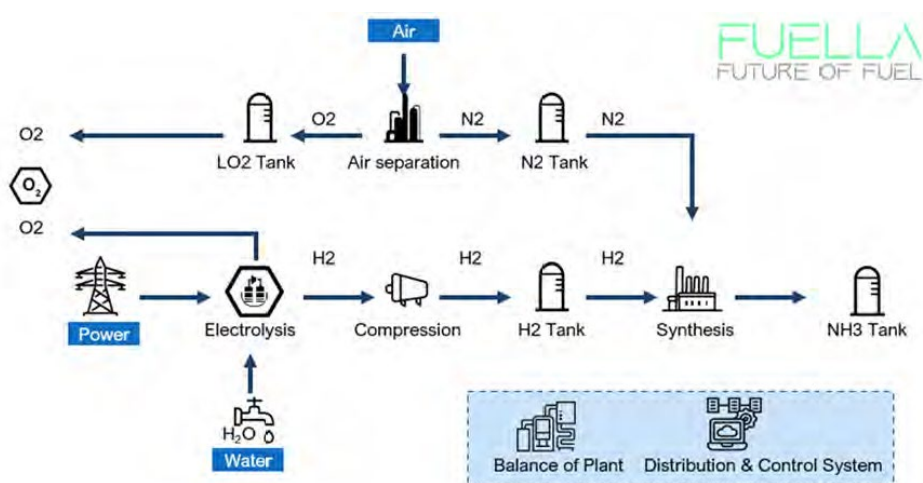 Air
FUELLA
FUTURE OF FUEL
O2
O2
N2
N2
LO2 Tank
Air separation
N2 Tank
O₂
O2
H2
H2
H2
Power
Electrolysis
Compression
H2 Tank
Synthesis
NH3 Tank
H₂O
Water
Balance of Plant
Distribution & Control System